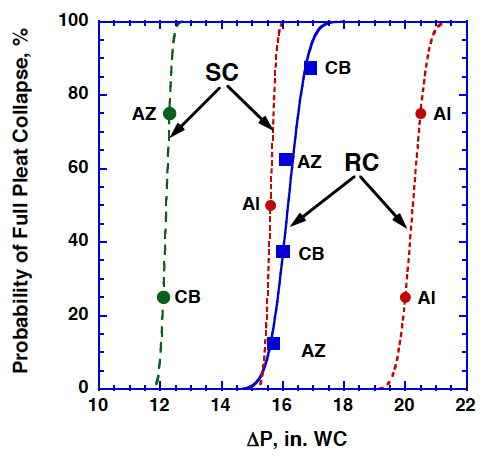 Probability of Full Pleat Collapse, %
100
80
60
40
20
0
SC
CB
AZ
AI
AZ
RC
AI
CB
CB
AI
AZ
10
12
14
16
18
20
22
ΔP, in. WC